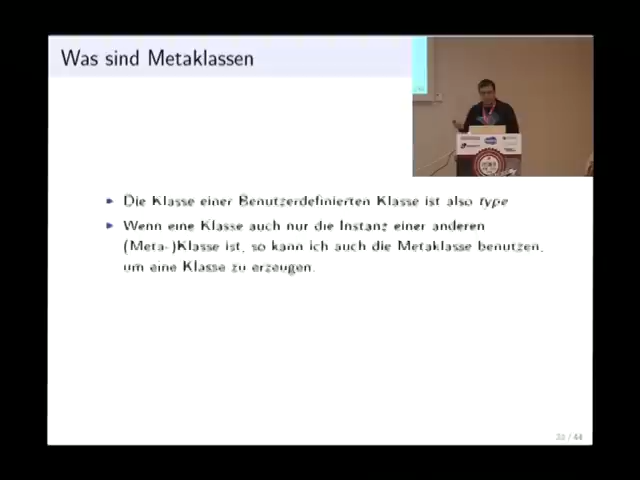 Was sind Metaklassen
Die Klasse einer Benutzerdefinierten Klasse ist also type
Wenn eine Klasse auch nur die Instanz einer anderen
(Meta-)Klasse ist, so kann ich auch die Metaklasse benutzen,
um eine Klasse zu erzeugen.
/ 44